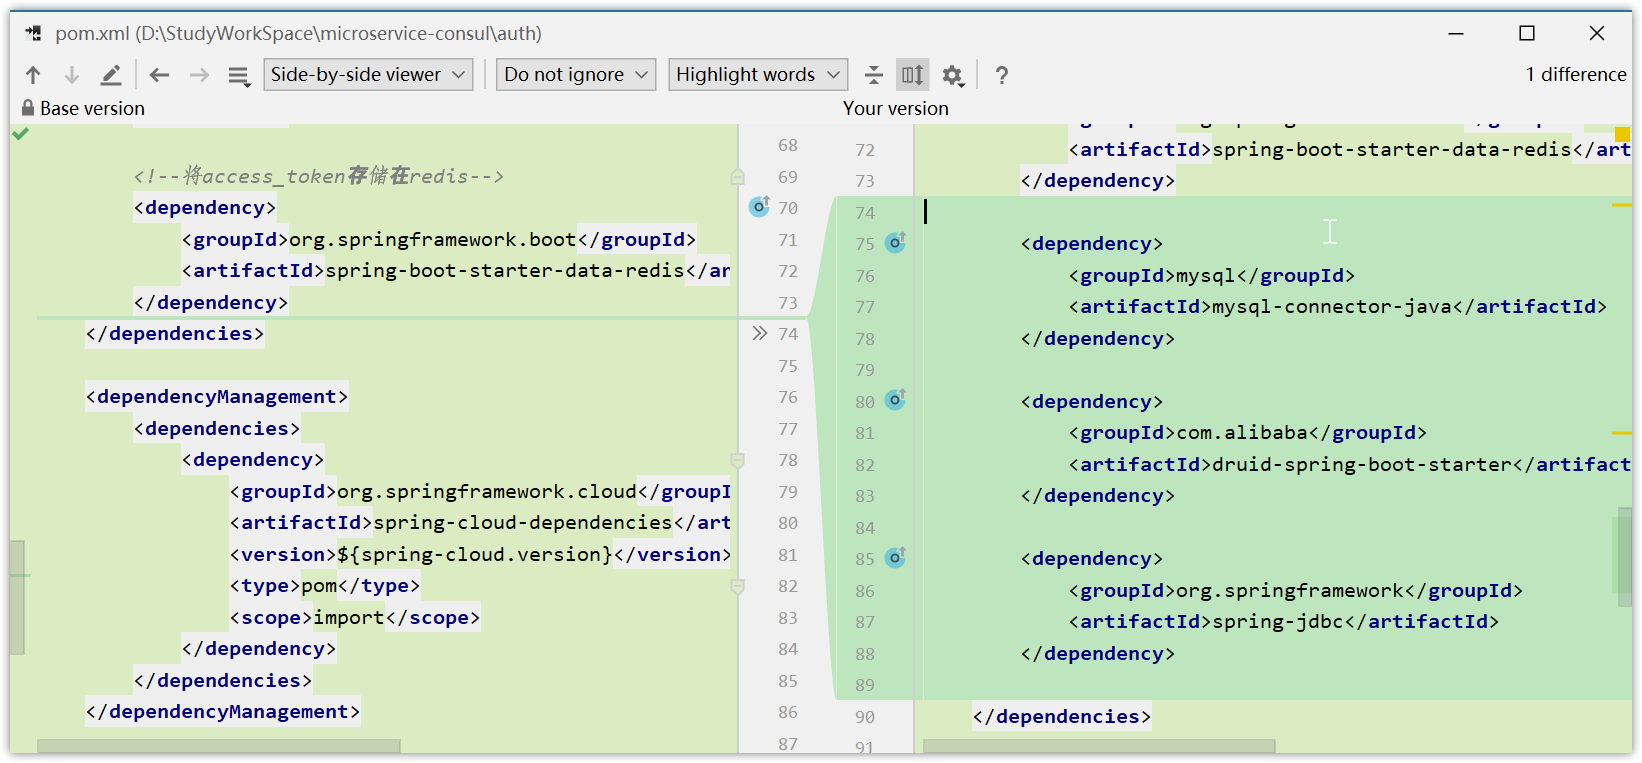 pom.xml (D:\StudyWorkSpace\microservice-consul\auth)
Side-by-side viewer
Do not ignore
Highlight words
?
1 difference
Base version
Your version
68
69 <!--将access_token存储在redis-->
70 <dependency>
71 <groupId>org.springframework.boot</groupId>
72 <artifactId>spring-boot-starter-data-redis</ar
73 </dependency>
74 </dependencies>
75
76 <dependencyManagement>
77 <dependencies>
78 <dependency>
79 <groupId>org.springframework.cloud</groupI
80 <artifactId>spring-cloud-dependencies</art
81 <version>${spring-cloud.version}</version>
82 <type>pom</type>
83 <scope>import</scope>
84 </dependency>
85 </dependencies>
86 </dependencyManagement>
87
72 <artifactId>spring-boot-starter-data-redis</art
73 </dependency>
74
75 <dependency>
76 <groupId>mysql</groupId>
77 <artifactId>mysql-connector-java</artifactId>
78 </dependency>
79
80 <dependency>
81 <groupId>com.alibaba</groupId>
82 <artifactId>druid-spring-boot-starter</artifact
83 </dependency>
84
85 <dependency>
86 <groupId>org.springframework</groupId>
87 <artifactId>spring-jdbc</artifactId>
88 </dependency>
89
90 </dependencies>
91